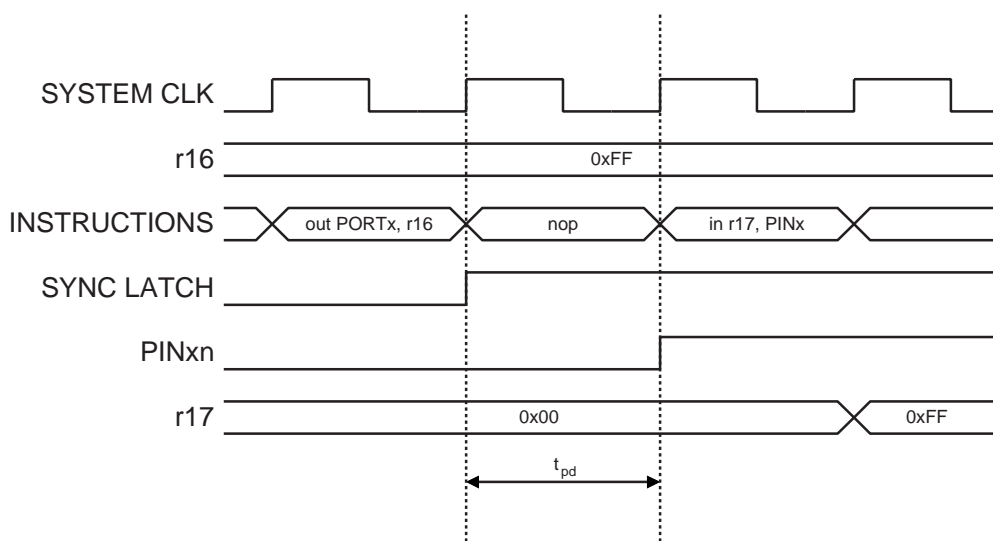 SYSTEM CLK
r16
0xFF
INSTRUCTIONS
out PORTx, r16
nop
in r17, PINx
SYNC LATCH
PINxn
r17
0x00
0xFF
tpd